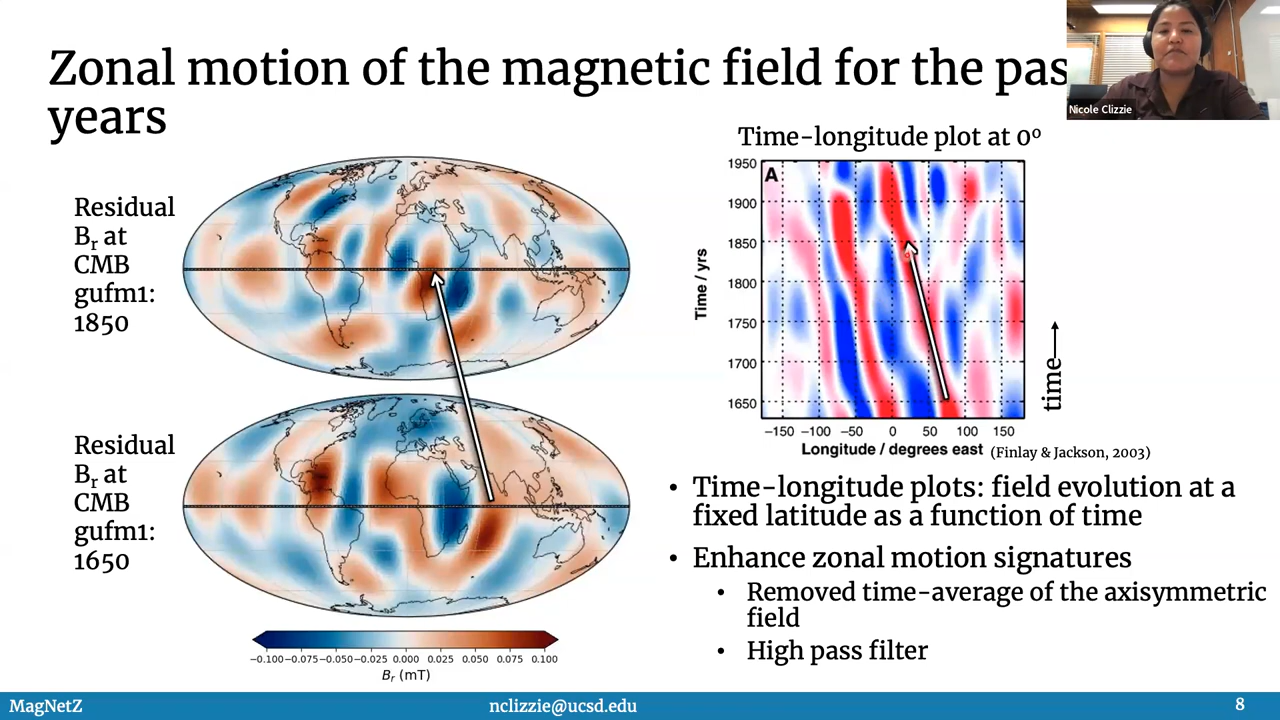 Zonal motion of the magnetic field for the pas
years
Nicole Clizzie
Residual
Br at
CMB
gufm1:
1850
Residual
Br at
CMB
gufm1:
1650
−0.100 −0.075 −0.050 −0.025 0.000 0.025 0.050 0.075 0.100
Br (mT)
Time-longitude plot at 0º
A
Time / yrs
1950
1900
1850
1800
1750
1700
1650
−150 −100 −50 0 50 100 150
Longitude / degrees east (Finlay & Jackson, 2003)
time
• Time-longitude plots: field evolution at a
fixed latitude as a function of time
• Enhance zonal motion signatures
• Removed time-average of the axisymmetric
field
• High pass filter
MagNetZ nclizzie@ucsd.edu 8